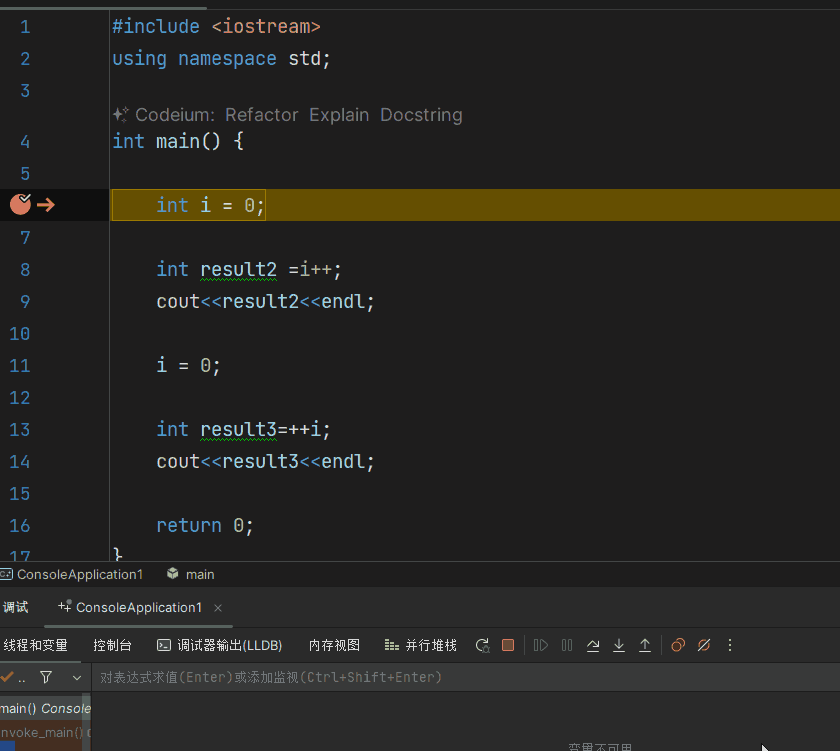 1 #include <iostream>
2 using namespace std;
3
Codeium: Refactor Explain Docstring
4 int main() {
5
int i = 0;
7
8 int result2 =i++;
9 cout<<result2<<endl;
10
11 i = 0;
12
13 int result3=++i;
14 cout<<result3<<endl;
15
16 return 0;
17 }
ConsoleApplication1 main
调试 ConsoleApplication1 ×
线程和变量 控制台 调试器输出(LLDB) 内存视图 并行堆栈
.. 对表达式求值(Enter)或添加监视(Ctrl+Shift+Enter)
main() Console
nvoke_main()
变量不可用